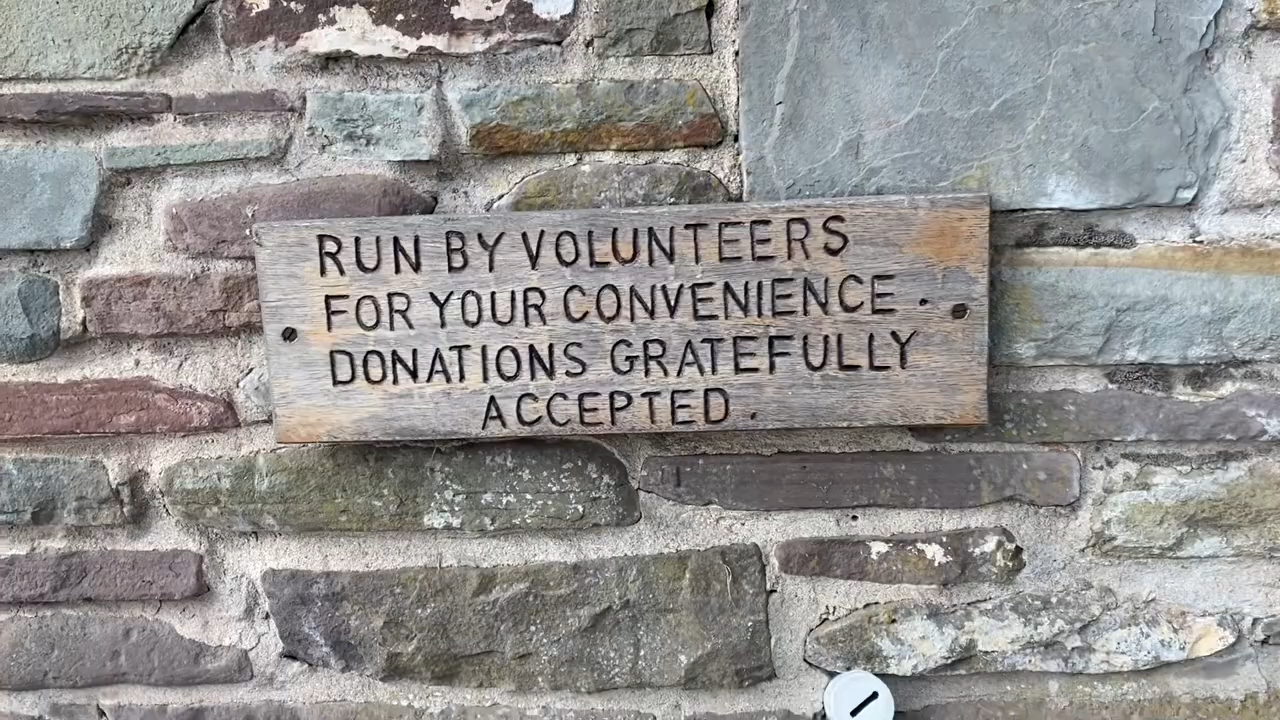 RUN BY VOLUNTEERS
FOR YOUR CONVENIENCE.
DONATIONS GRATEFULLY
ACCEPTED.